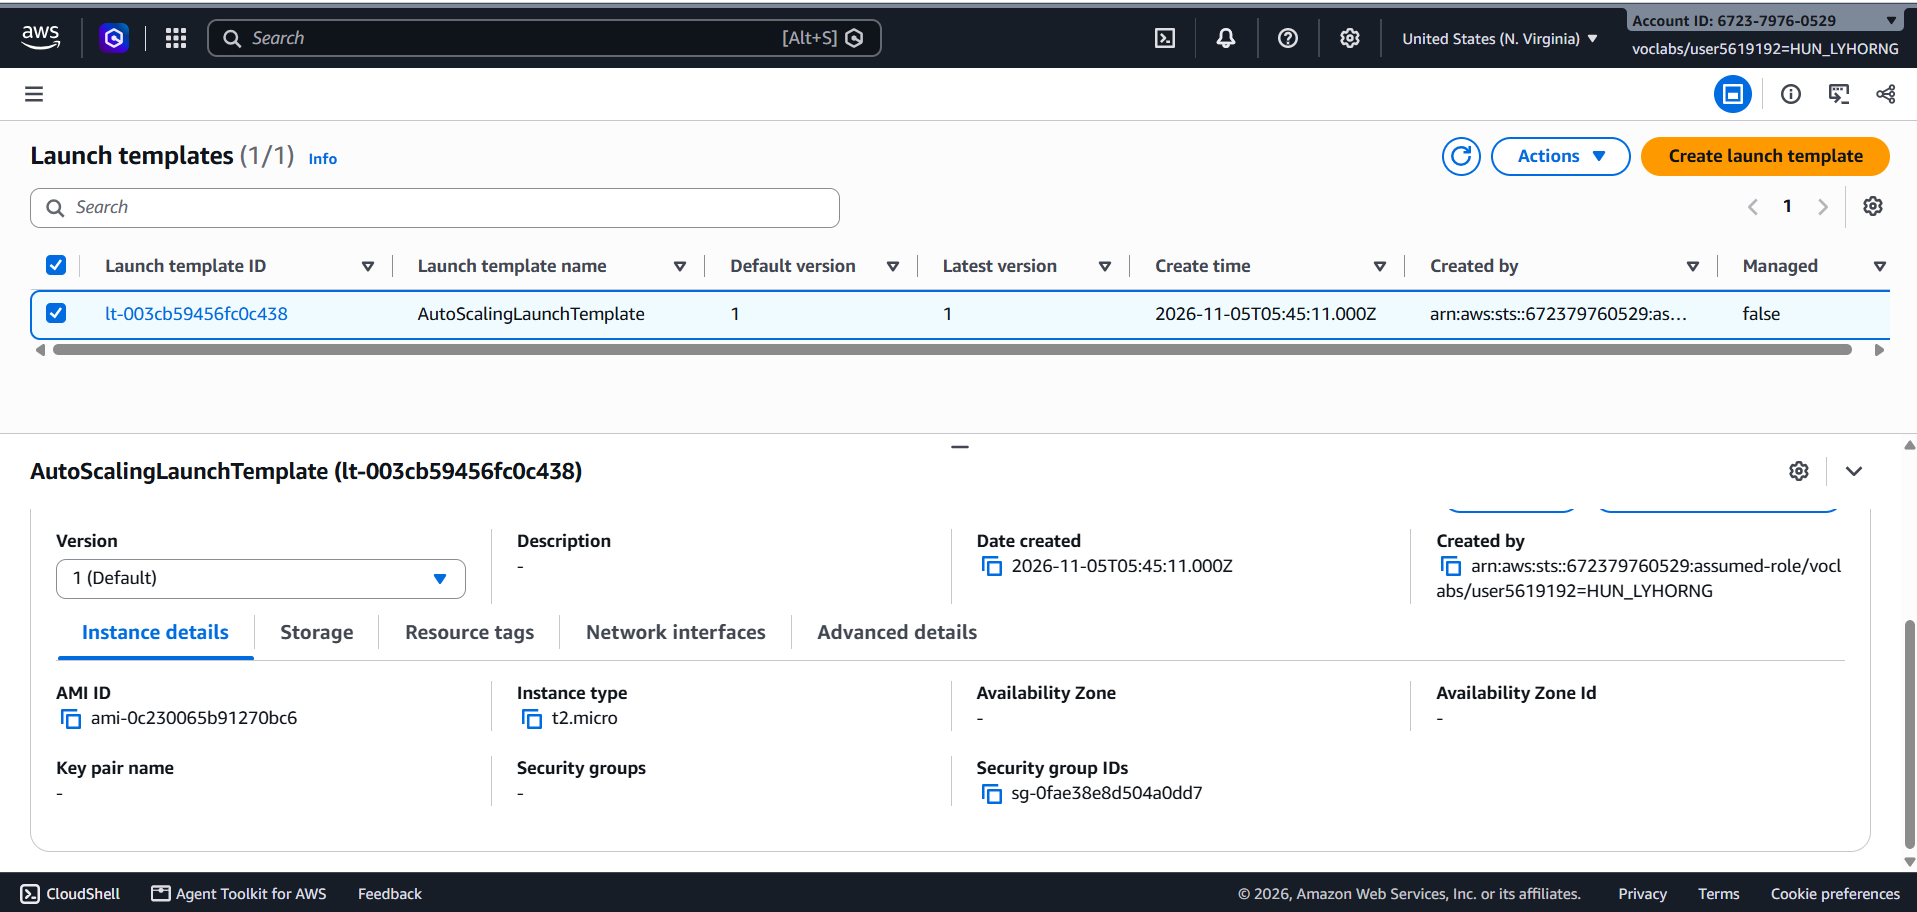 aws
Search [Alt+S]
United States (N. Virginia)
Account ID: 6723-7976-0529
voclabs/user5619192=HUN_LYHORNG
Launch templates (1/1) Info
Actions
Create launch template
Search
1
Launch template ID Launch template name Default version Latest version Create time Created by Managed
lt-003cb59456fc0c438 AutoScalingLaunchTemplate 1 1 2026-11-05T05:45:11.000Z arn:aws:sts::672379760529:as... false
AutoScalingLaunchTemplate (lt-003cb59456fc0c438)
Version Description Date created Created by
1 (Default) - 2026-11-05T05:45:11.000Z arn:aws:sts::672379760529:assumed-role/vocl
abs/user5619192=HUN_LYHORNG
Instance details Storage Resource tags Network interfaces Advanced details
AMI ID Instance type Availability Zone Availability Zone Id
ami-0c230065b91270bc6 t2.micro - -
Key pair name Security groups Security group IDs
- - sg-0fae38e8d504a0dd7
CloudShell Agent Toolkit for AWS Feedback © 2026, Amazon Web Services, Inc. or its affiliates. Privacy Terms Cookie preferences